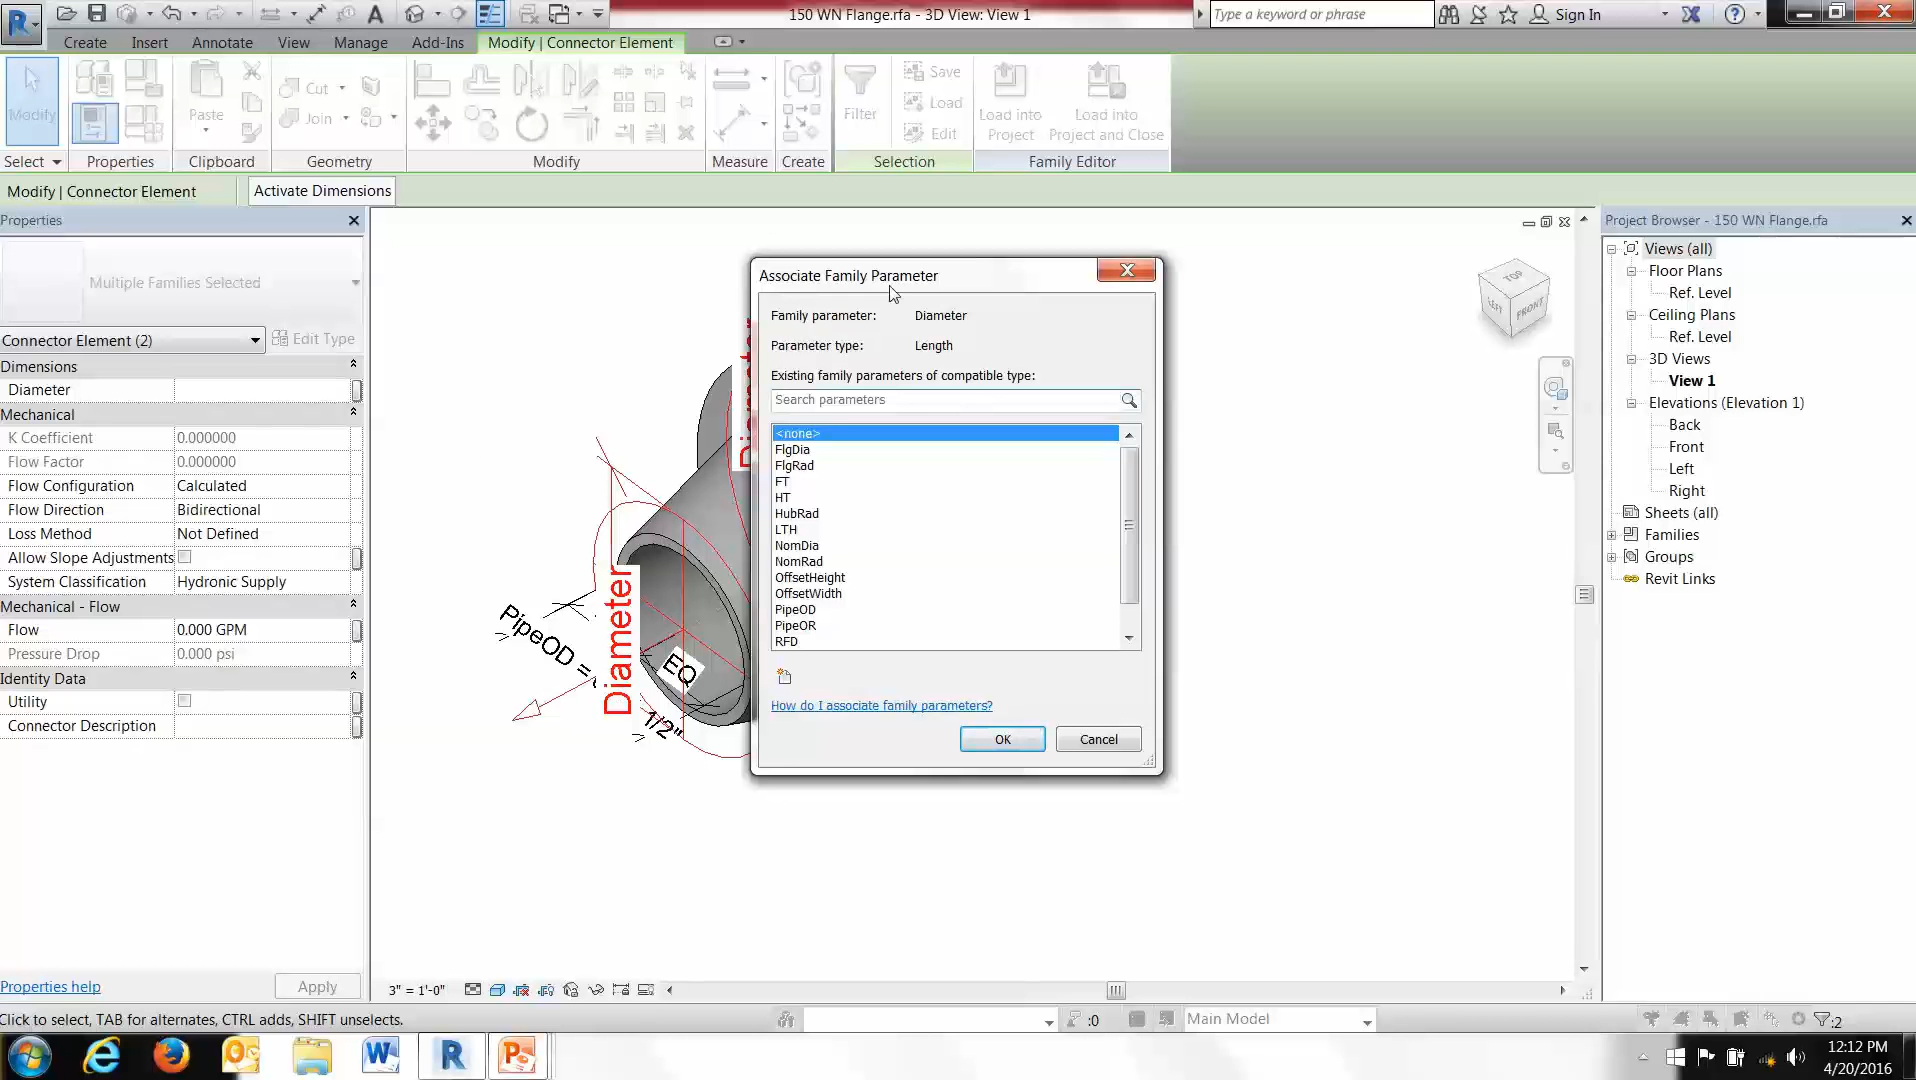 150 WN Flange.rfa - 3D View: View 1
Type a keyword or phrase
Sign In
Create Insert Annotate View Manage Add-Ins Modify | Connector Element
Modify
Paste
Cut
Join
Filter
Save
Load
Edit
Load into
Project
Load into
Project and Close
Select Properties Clipboard Geometry Modify Measure Create Selection Family Editor
Modify | Connector Element Activate Dimensions
Properties
Multiple Families Selected
Connector Element (2) Edit Type
Dimensions
Diameter
Mechanical
K Coefficient 0.000000
Flow Factor 0.000000
Flow Configuration Calculated
Flow Direction Bidirectional
Loss Method Not Defined
Allow Slope Adjustments
System Classification Hydronic Supply
Mechanical - Flow
Flow 0.000 GPM
Pressure Drop 0.000 psi
Identity Data
Utility
Connector Description
Properties help Apply
PipeOD =
Diameter
EQ
1/2"
TOP
LEFT
FRONT
Associate Family Parameter
Family parameter: Diameter
Parameter type: Length
Existing family parameters of compatible type:
Search parameters
<none>
FlgDia
FlgRad
FT
HT
HubRad
LTH
NomDia
NomRad
OffsetHeight
OffsetWidth
PipeOD
PipeOR
RFD
How do I associate family parameters?
OK Cancel
Project Browser - 150 WN Flange.rfa
Views (all)
Floor Plans
Ref. Level
Ceiling Plans
Ref. Level
3D Views
View 1
Elevations (Elevation 1)
Back
Front
Left
Right
Sheets (all)
Families
Groups
Revit Links
3" = 1'-0"
Click to select, TAB for alternates, CTRL adds, SHIFT unselects.
:0
Main Model
:2
12:12 PM
4/20/2016